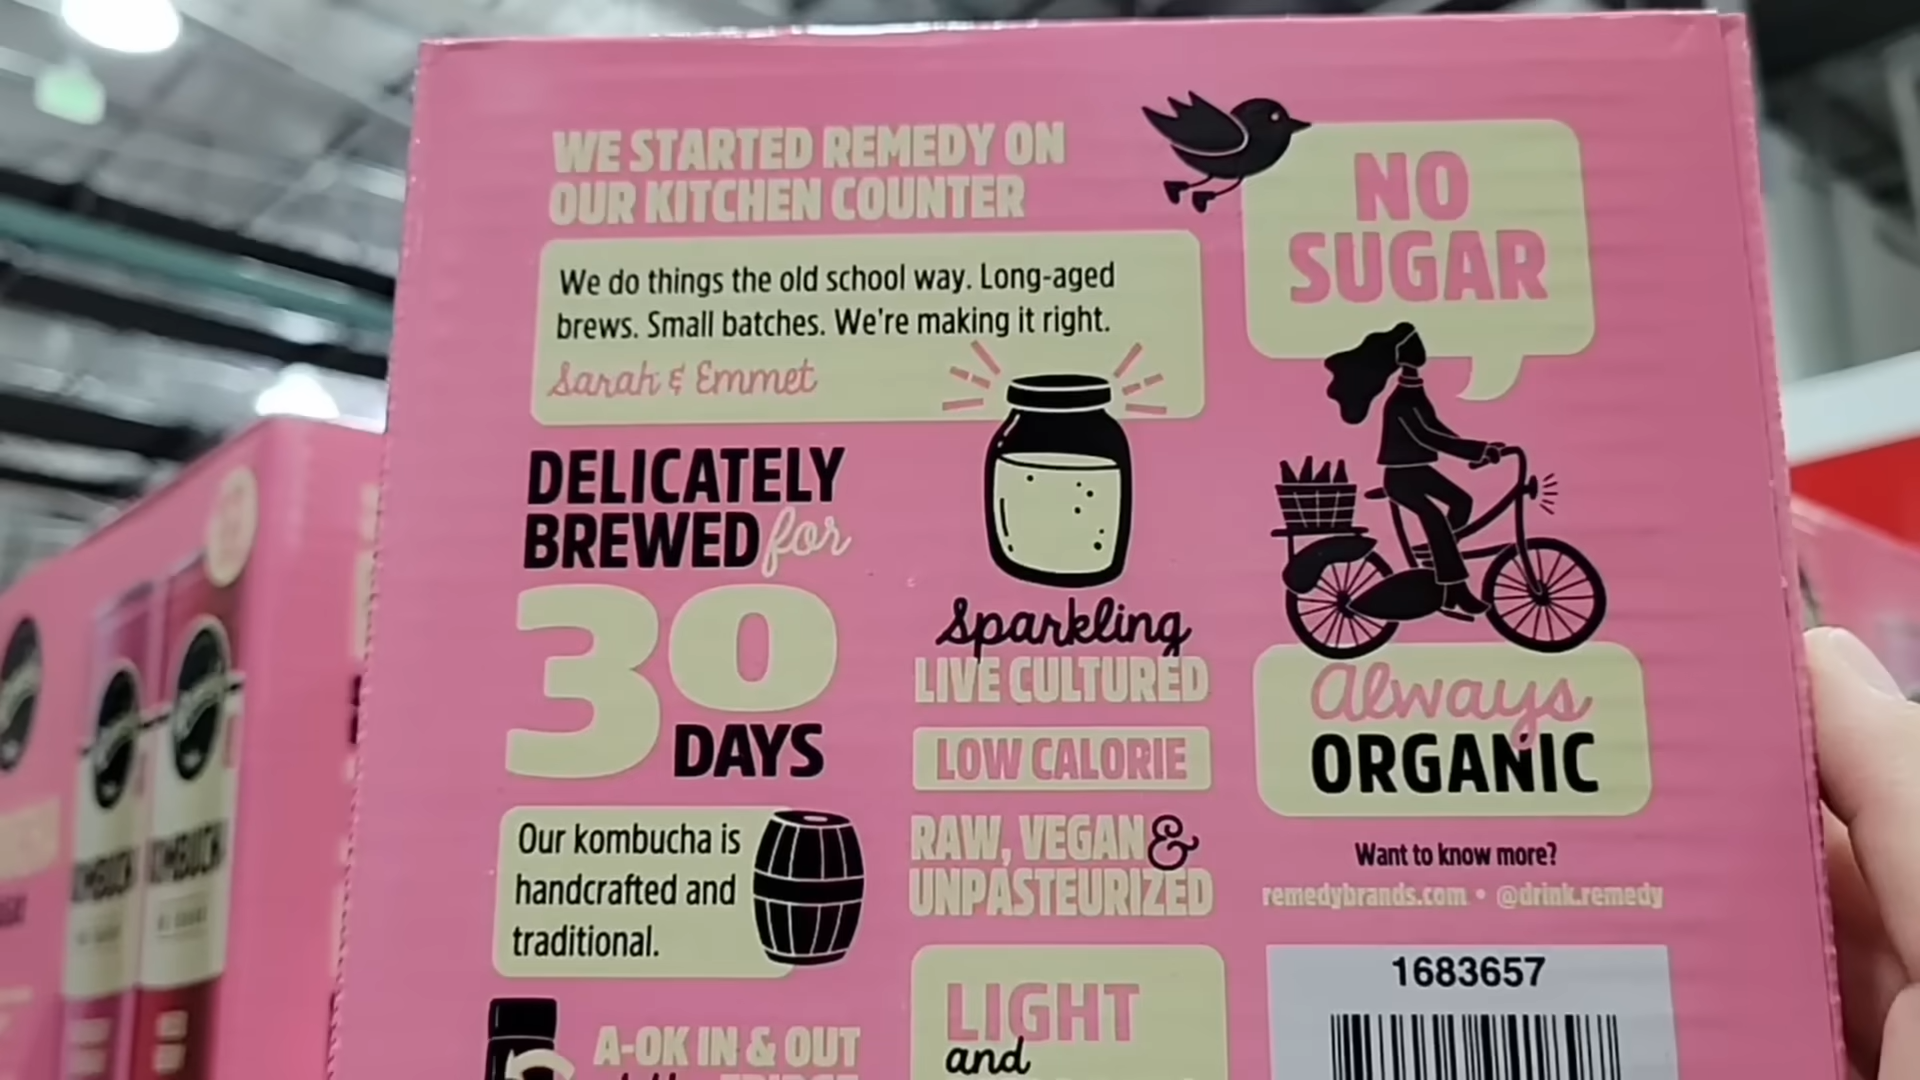 WE STARTED REMEDY ON
OUR KITCHEN COUNTER
We do things the old school way. Long-aged
brews. Small batches. We're making it right.
Sarah & Emmet
DELICATELY
BREWED for
30
DAYS
Our kombucha is
handcrafted and
traditional.
A-OK IN & OUT
Sparkling
LIVE CULTURED
LOW CALORIE
RAW, VEGAN &
UNPASTEURIZED
LIGHT
and
NO
SUGAR
Always
ORGANIC
Want to know more?
remedybrands.com • @drink.remedy
1683657